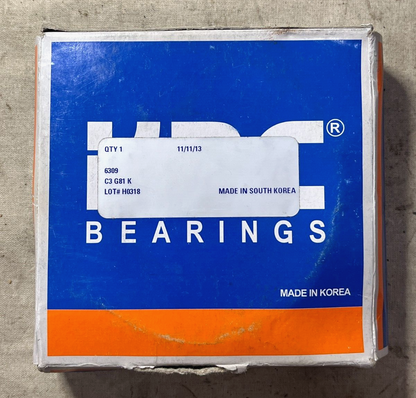 ®
QTY 1 11/11/13
6309
C3 G81 K
LOT# H0318 MADE IN SOUTH KOREA
BEARINGS
MADE IN KOREA